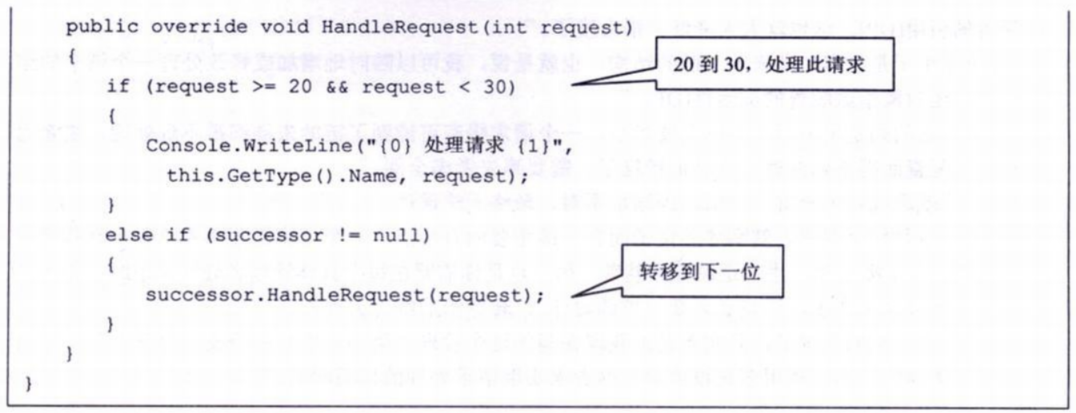 public override void HandleRequest(int request)
{
20 到 30，处理此请求
if (request >= 20 && request < 30)
{
Console.WriteLine("{0} 处理请求 {1}",
this.GetType().Name, request);
}
else if (successor != null)
{
转移到下一位
successor.HandleRequest(request);
}
}
}